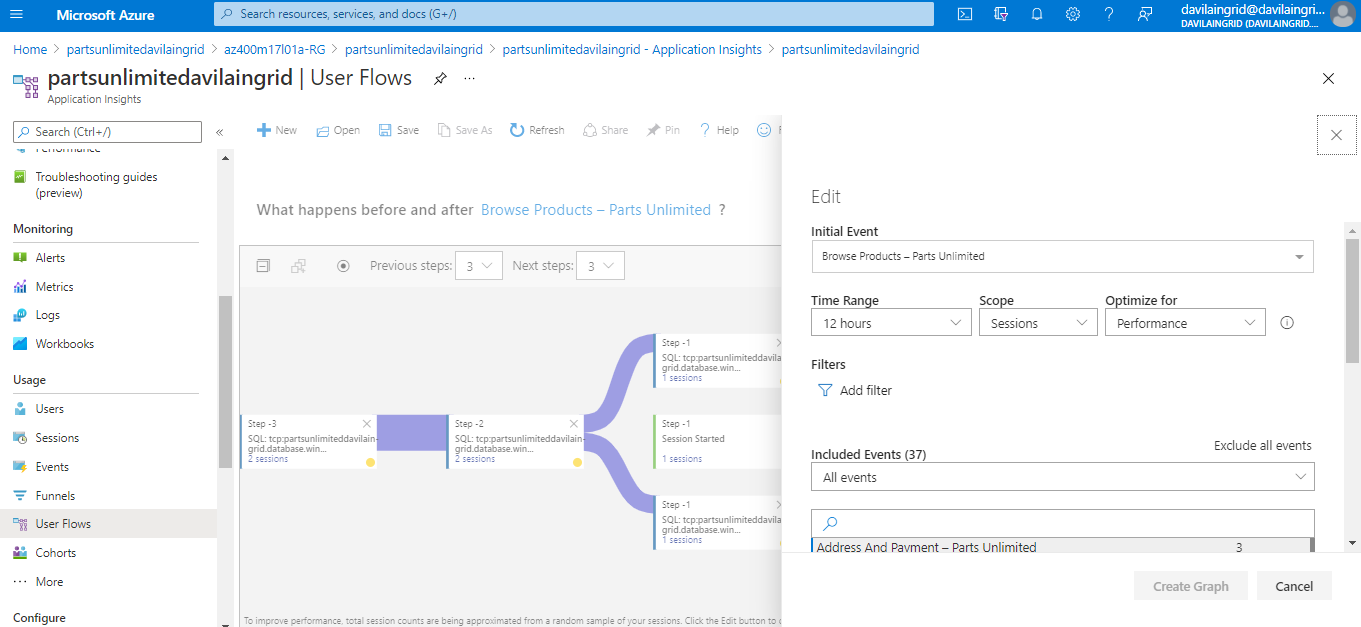 Microsoft Azure
Search resources, services, and docs (G+/)
davilaingrid@davilaingri...
DAVILAINGRID (DAVILAINGRID....
Home > partsunlimitedavilaingrid > az400m17l01a-RG > partsunlimitedavilaingrid > partsunlimitedavilaingrid - Application Insights > partsunlimitedavilaingrid
partsunlimitedavilaingrid | User Flows
Application Insights
Search (Ctrl+/)
Performance
Troubleshooting guides
(preview)
Monitoring
Alerts
Metrics
Logs
Workbooks
Usage
Users
Sessions
Events
Funnels
User Flows
Cohorts
More
Configure
New
Open
Save
Save As
Refresh
Share
Pin
Help
What happens before and after Browse Products – Parts Unlimited ?
Previous steps: 3
Next steps: 3
Step -3
SQL: tcp:partsunlimiteddavilain-
grid.database.win...
2 sessions
Step -2
SQL: tcp:partsunlimiteddavilain-
grid.database.win...
2 sessions
Step -1
SQL: tcp:partsunlimiteddavila
grid.database.win...
1 sessions
Step -1
Session Started
1 sessions
Step -1
SQL: tcp:partsunlimiteddavila
grid.database.win...
1 sessions
To improve performance, total session counts are being approximated from a random sample of your sessions. Click the Edit button to
Edit
Initial Event
Browse Products – Parts Unlimited
Time Range
12 hours
Scope
Sessions
Optimize for
Performance
Filters
Add filter
Exclude all events
Included Events (37)
All events
Address And Payment – Parts Unlimited 3
Create Graph
Cancel